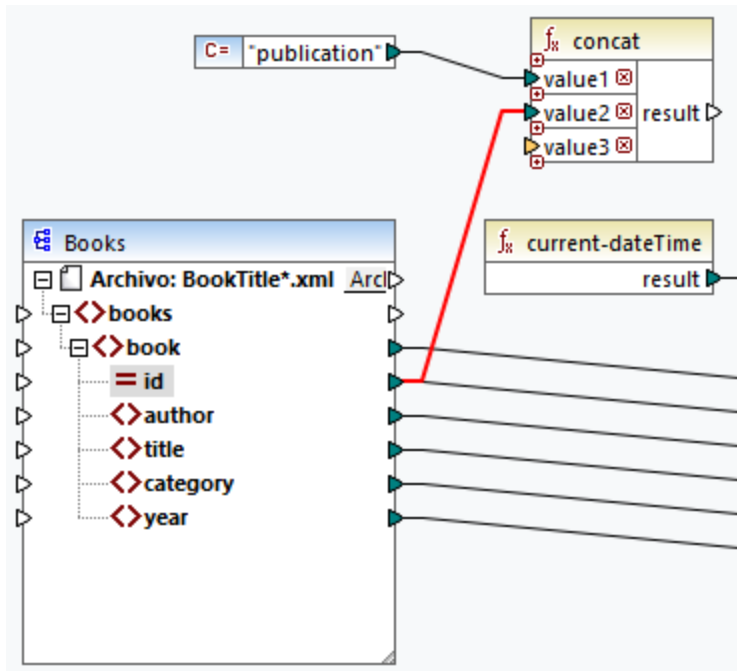 concat
C= "publication"
value1
value2 result
value3
Books
current-dateTime
Archivo: BookTitle*.xml
result
books
book
= id
author
title
category
year